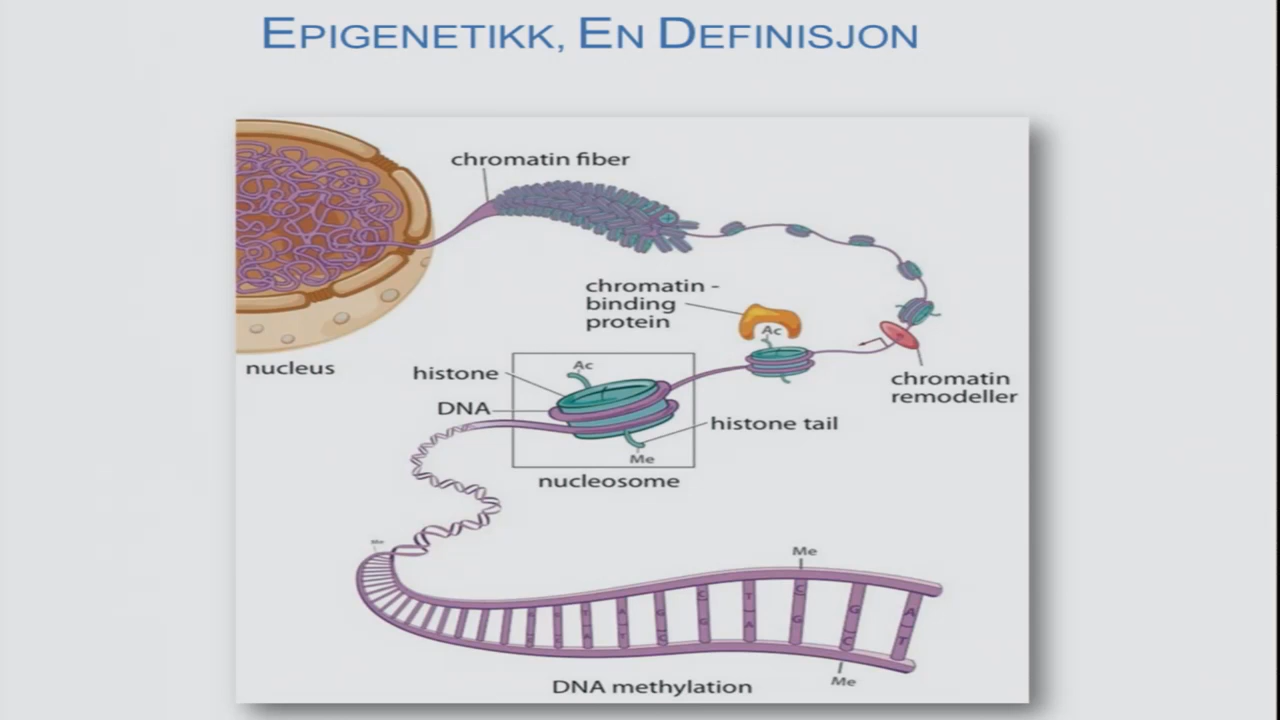 EPIGENETIKK, EN DEFINISJON
chromatin fiber
chromatin -
binding
protein
Ac
nucleus
histone
Ac
chromatin
remodeller
DNA
histone tail
Me
nucleosome
Me
Me
C
G
T
A
C
G
G
C
A
T
Me
DNA methylation